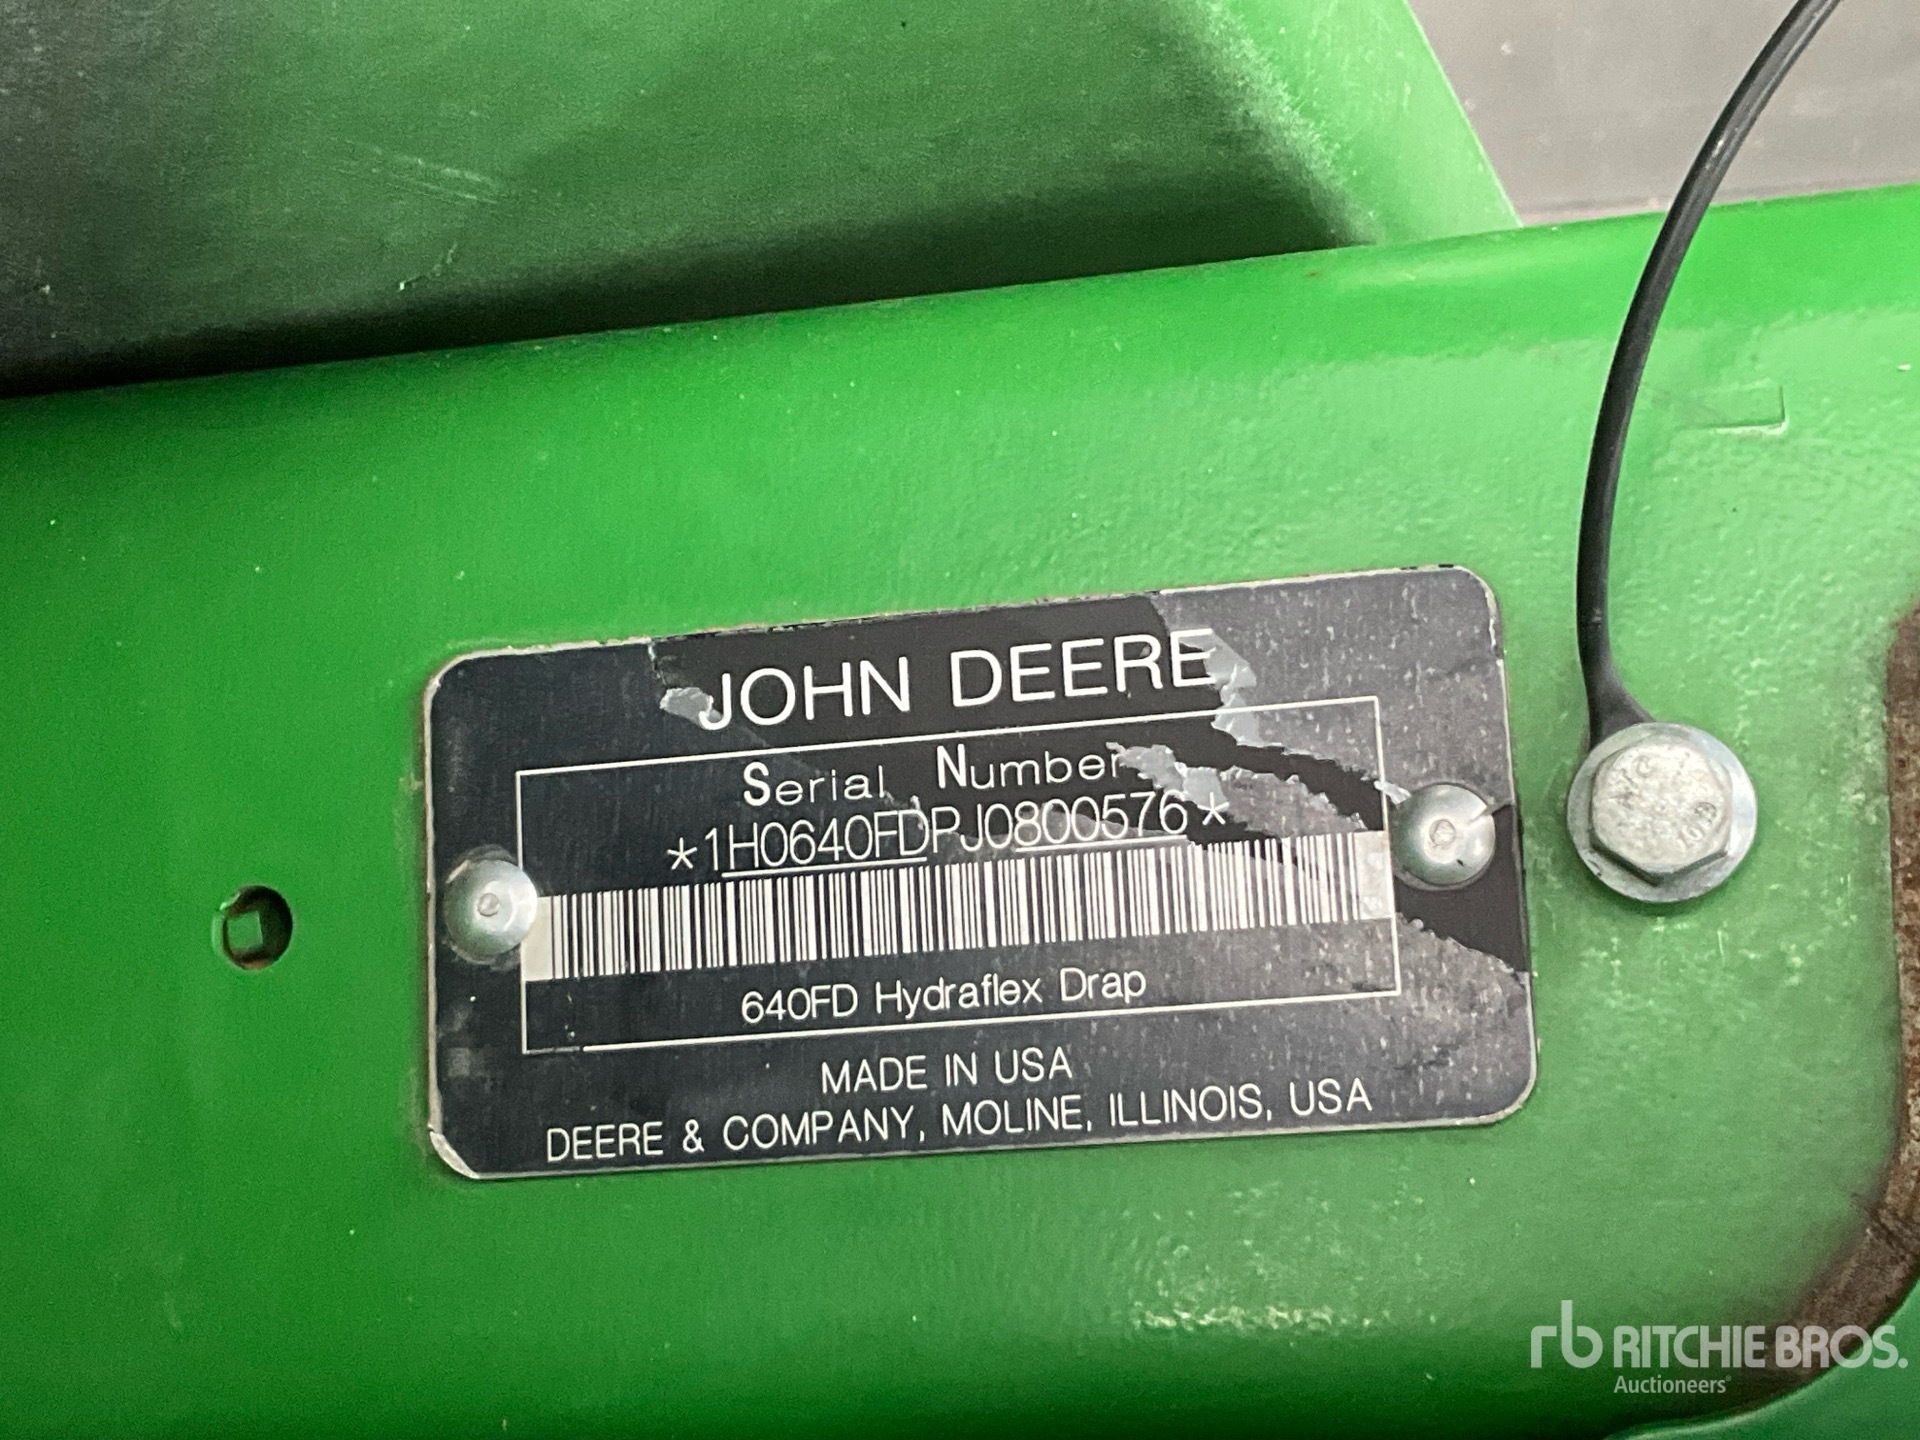 JOHN DEERE
Serial Number
*1H0640FDPJ0800576*
640FD Hydraflex Drap
MADE IN USA
DEERE & COMPANY, MOLINE, ILLINOIS, USA
rb RITCHIE BROS.
Auctioneers